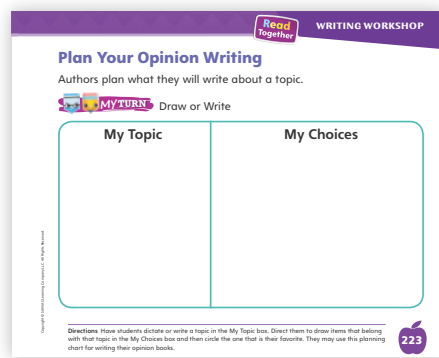 Read
Together
WRITING WORKSHOP
Plan Your Opinion Writing
Authors plan what they will write about a topic.
MY TURN Draw or Write
My Topic My Choices
Directions Have students dictate or write a topic in the My Topic box. Direct them to draw items that belong
with that topic in the My Choices box and then circle the one that is their favorite. They may use this planning
chart for writing their opinion books.
223